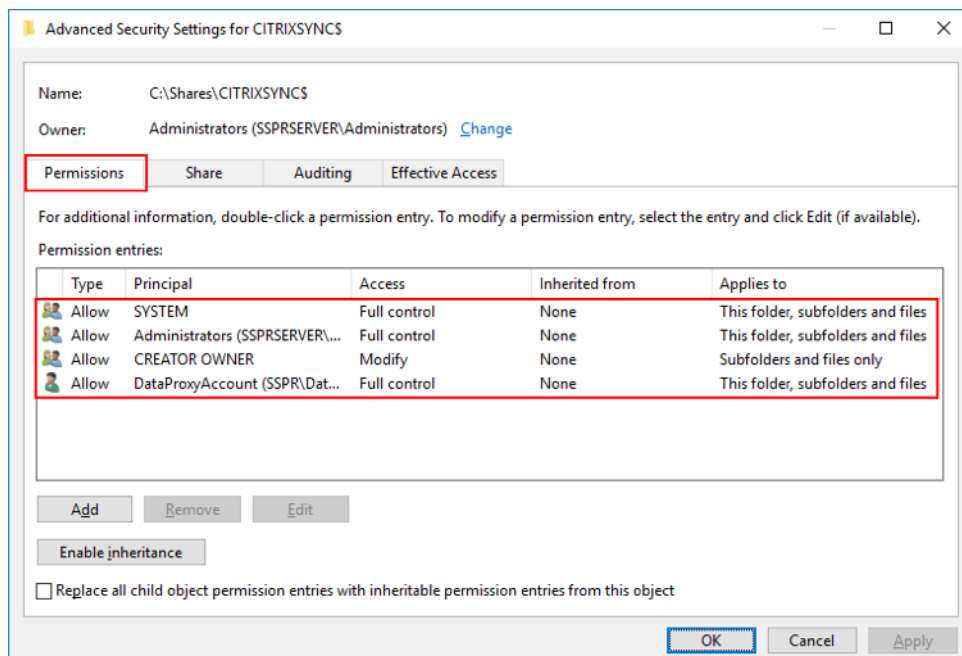 Advanced Security Settings for CITRIXSYNC$
Name: C:\Shares\CITRIXSYNC$
Owner: Administrators (SSPRSERVER\Administrators) Change
Permissions Share Auditing Effective Access
For additional information, double-click a permission entry. To modify a permission entry, select the entry and click Edit (if available).
Permission entries:
Type Principal Access Inherited from Applies to
Allow SYSTEM Full control None This folder, subfolders and files
Allow Administrators (SSPRSERVER\... Full control None This folder, subfolders and files
Allow CREATOR OWNER Modify None Subfolders and files only
Allow DataProxyAccount (SSPR\Dat... Full control None This folder, subfolders and files
Add Remove Edit
Enable inheritance
Replace all child object permission entries with inheritable permission entries from this object
OK Cancel Apply